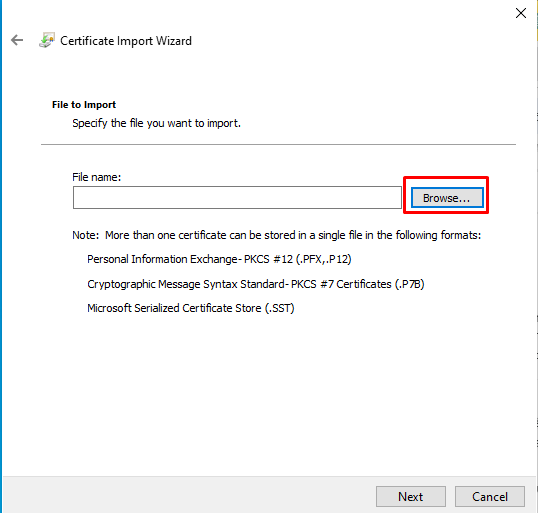 Certificate Import Wizard
File to Import
Specify the file you want to import.
File name:
Browse...
Note:  More than one certificate can be stored in a single file in the following formats:
Personal Information Exchange- PKCS #12 (.PFX,.P12)
Cryptographic Message Syntax Standard- PKCS #7 Certificates (.P7B)
Microsoft Serialized Certificate Store (.SST)
Next
Cancel